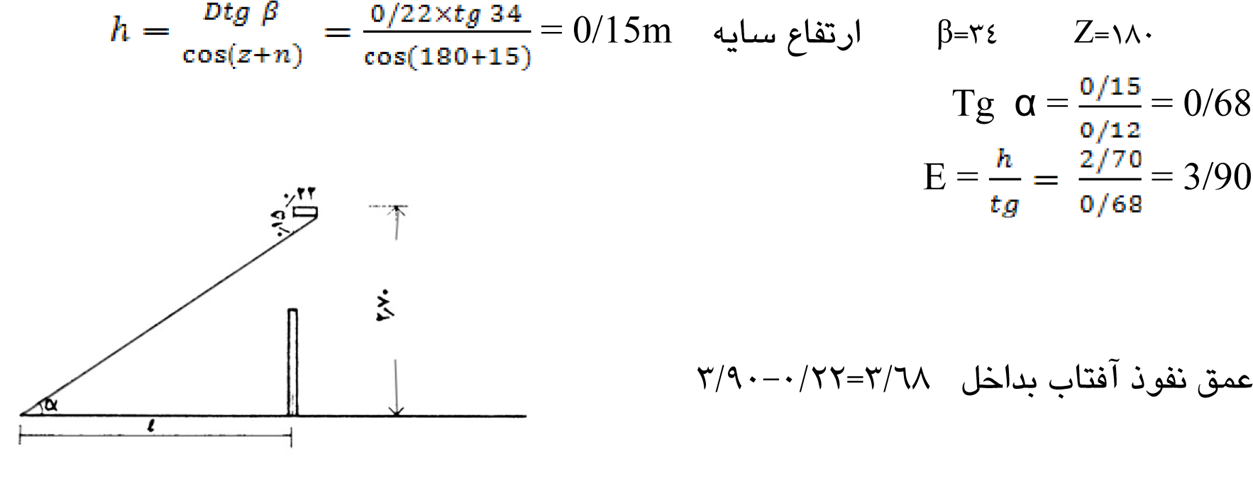 h = Dtg β / cos(z+n) = 0/22×tg 34 / cos(180+15) = 0/15m ارتفاع سایه β=٣٤ Z=١٨٠
Tg α = 0/15 / 0/12 = 0/68
E = h / tg = 2/70 / 0/68 = 3/90
٠/٢٢
٠/١٥
٢/٧٠
عمق نفوذ آفتاب بداخل ٣/٩٠-٠/٢٢=٣/٦٨
α
l